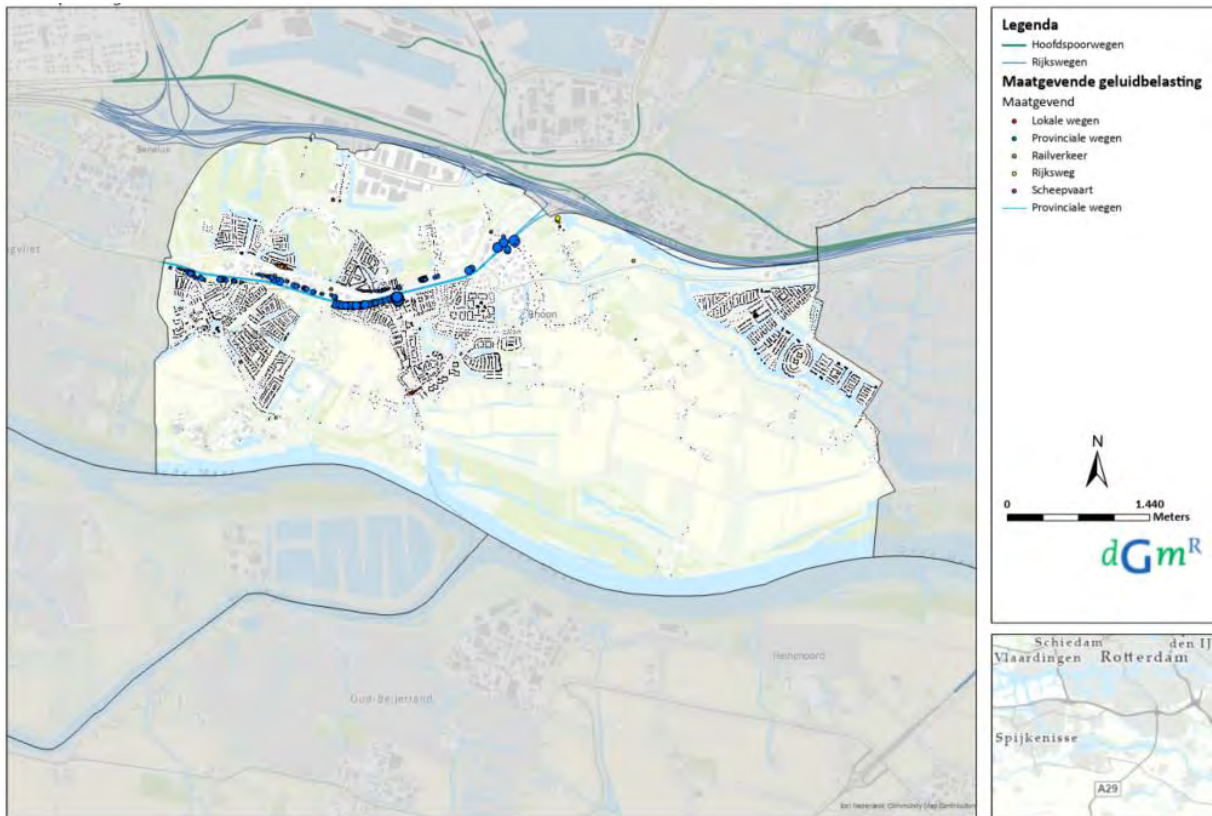 Legenda
Hoofdspoorwegen
Rijkswegen
Maatgevende geluidbelasting
Maatgevend
Lokale wegen
Provinciale wegen
Railverkeer
Rijksweg
Scheepvaart
Provinciale wegen
N
0 1.440
Meters
dGmR
Benelux
Oud-Beijerland
Heinenoord
Schiedam den IJ
Vlaardingen Rotterdam
Spijkenisse
A29